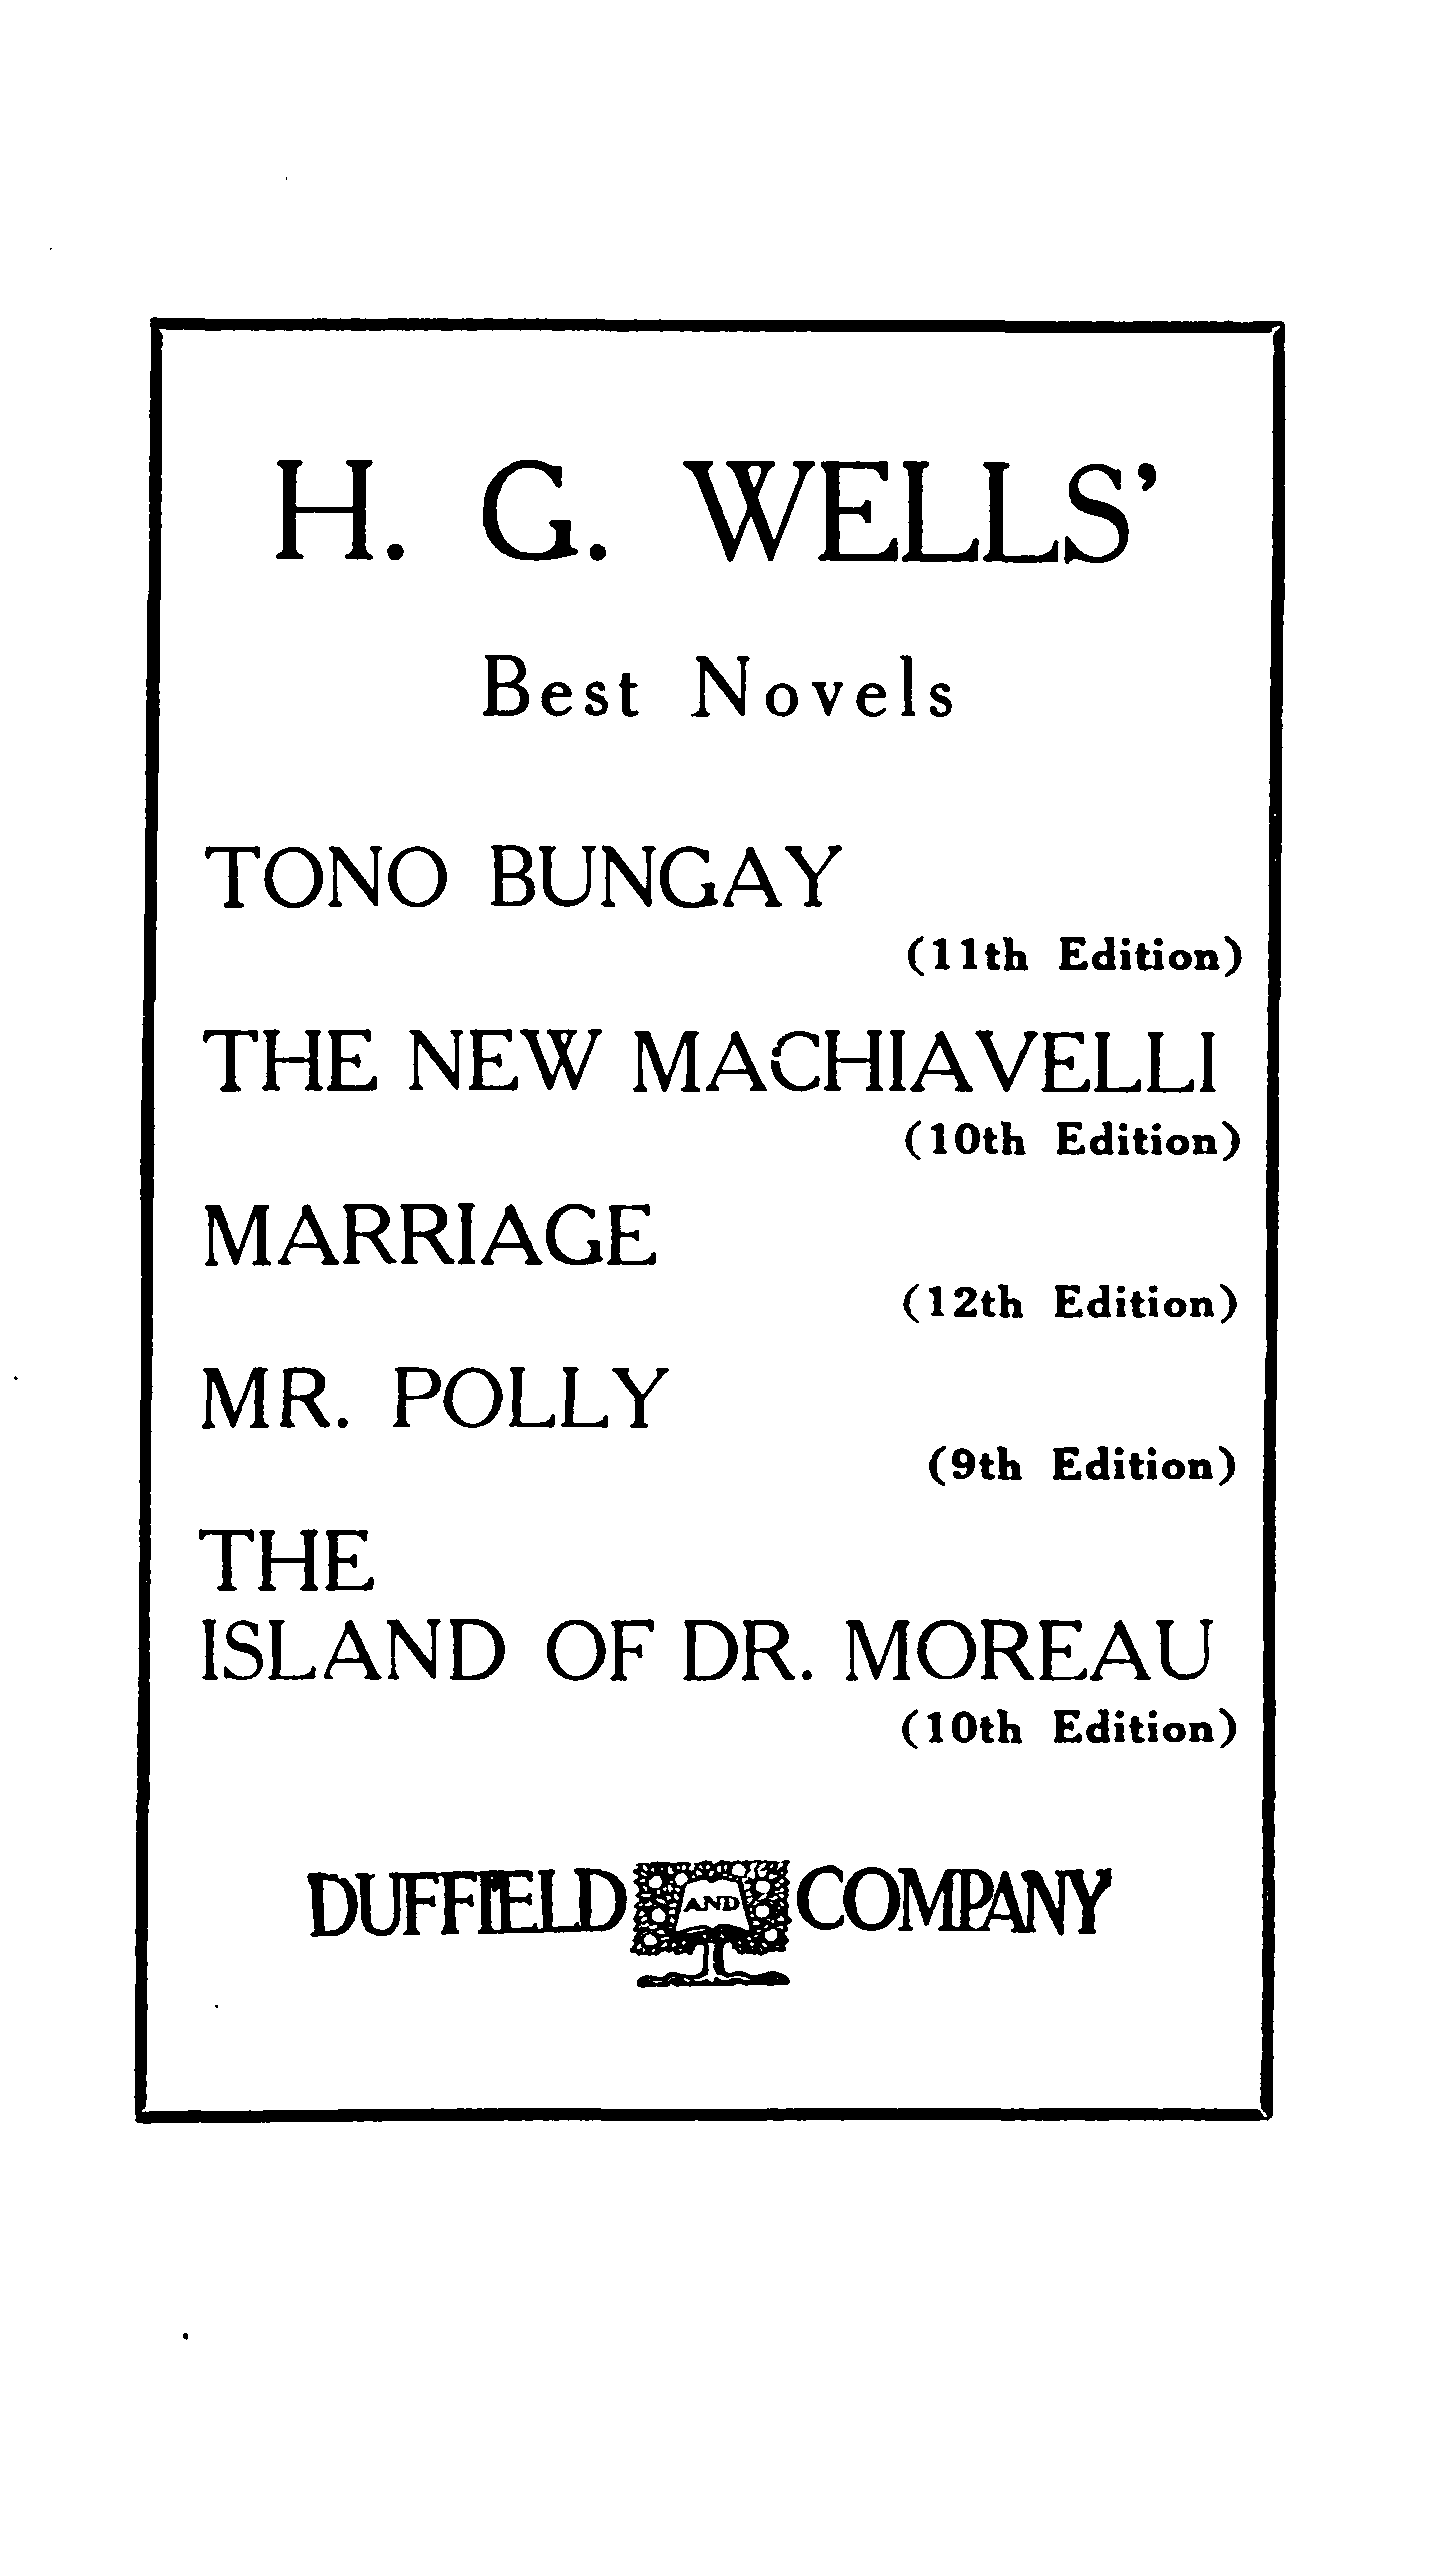 H. G. WELLS’
Best Novels
TONO BUNGAY
(11th Edition)
THE NEW MACHIAVELLI
(10th Edition)
MARRIAGE
(12th Edition)
MR. POLLY
(9th Edition)
THE
ISLAND OF DR. MOREAU
(10th Edition)
DUFFIELD AND COMPANY